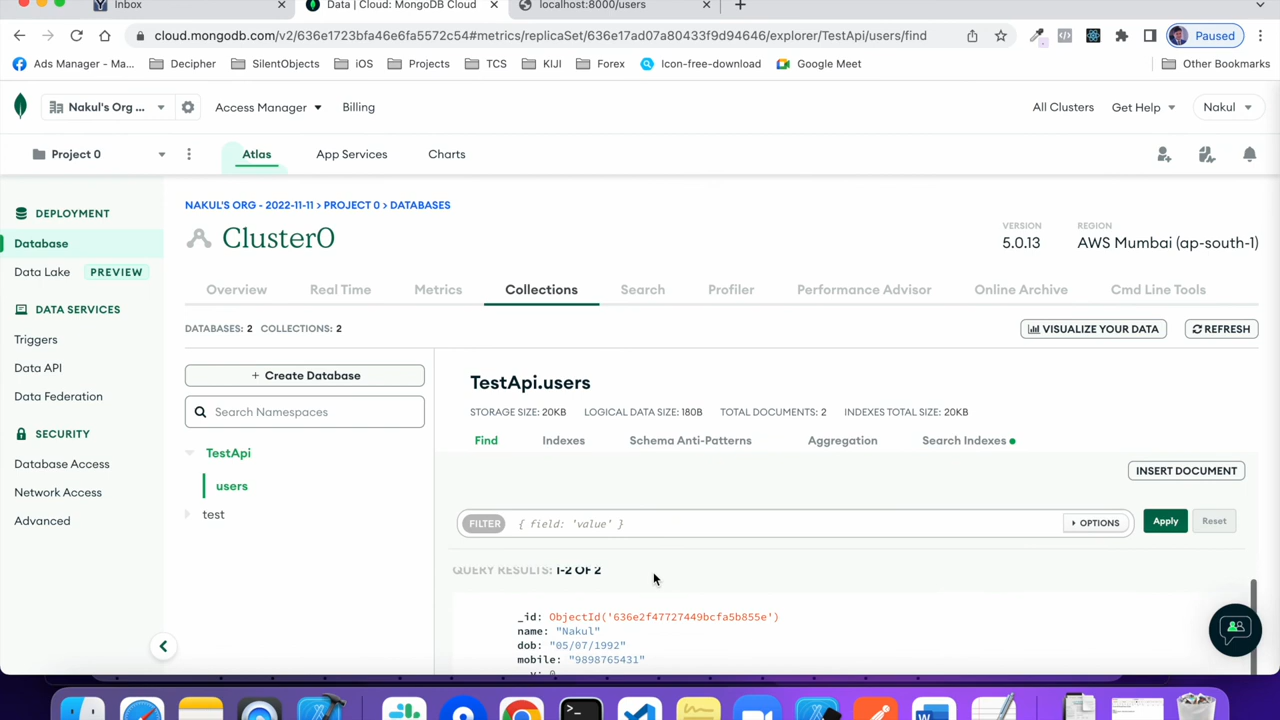 Inbox
Data | Cloud: MongoDB Cloud
localhost:8000/users
cloud.mongodb.com/v2/636e1723bfa46e6fa5572c54#metrics/replicaSet/636e17ad07a80433f9d94646/explorer/TestApi/users/find
Paused
Ads Manager - Ma...
Decipher
SilentObjects
iOS
Projects
TCS
KIJI
Forex
Icon-free-download
Google Meet
Other Bookmarks
Nakul's Org ...
Access Manager
Billing
All Clusters
Get Help
Nakul
Project 0
Atlas
App Services
Charts
DEPLOYMENT
Database
Data Lake PREVIEW
DATA SERVICES
Triggers
Data API
Data Federation
SECURITY
Database Access
Network Access
Advanced
NAKUL'S ORG - 2022-11-11 > PROJECT 0 > DATABASES
Cluster0
VERSION
5.0.13
REGION
AWS Mumbai (ap-south-1)
Overview
Real Time
Metrics
Collections
Search
Profiler
Performance Advisor
Online Archive
Cmd Line Tools
DATABASES: 2 COLLECTIONS: 2
VISUALIZE YOUR DATA
REFRESH
+ Create Database
Search Namespaces
TestApi
users
test
TestApi.users
STORAGE SIZE: 20KB LOGICAL DATA SIZE: 180B TOTAL DOCUMENTS: 2 INDEXES TOTAL SIZE: 20KB
Find
Indexes
Schema Anti-Patterns
Aggregation
Search Indexes
INSERT DOCUMENT
FILTER { field: 'value' }
OPTIONS
Apply
Reset
QUERY RESULTS: 1-2 OF 2
_id: ObjectId('636e2f47727449bcfa5b855e')
name: "Nakul"
dob: "05/07/1992"
mobile: "9898765431"